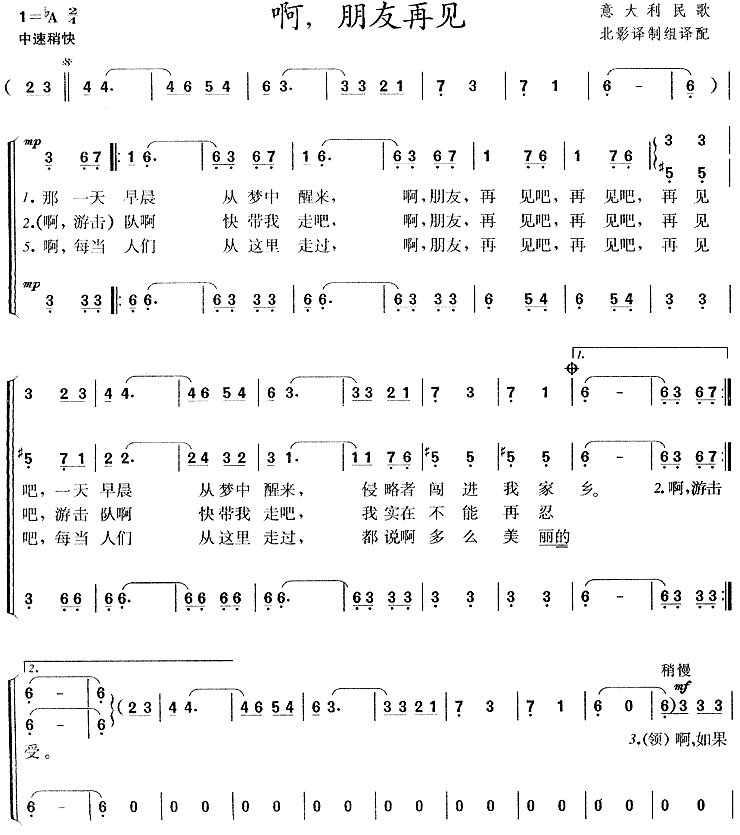 啊，朋友再见
1=♭A 2/4
中速稍快
意大利民歌
北影译制组译配
( 2 3 4 4. 4 6 5 4 6 3. 3 3 2 1 7 3 7 1 6 - 6 )
mp
3 6 7 1 6. 6 3 6 7 1 6. 6 3 6 7 1 7 6 1 7 6 3 3
#5 5
1.那 一天 早晨 从 梦中 醒来， 啊，朋友， 再 见吧， 再 见吧， 再 见
2.(啊，游击) 队啊 快 带我 走吧， 啊，朋友， 再 见吧， 再 见吧， 再 见
5.啊，每当 人们 从 这里 走过， 啊，朋友， 再 见吧， 再 见吧， 再 见
mp
3 3 3 6 6. 6 3 3 3 6 6. 6 3 3 3 6 5 4 6 5 4 3 3
1.
3 2 3 4 4. 4 6 5 4 6 3. 3 3 2 1 7 3 7 1 6 - 6 3 6 7
#5 7 1 2 2. 2 4 3 2 3 1. 1 1 7 6 #5 5 #5 5 6 - 6 3 6 7
吧，一天 早晨 从 梦中 醒来， 侵 略者 闯 进 我 家 乡。 2.啊，游击
吧，游击 队啊 快 带我 走吧， 我 实在 不 能 再 忍
吧，每当 人们 从 这里 走过， 都 说啊 多 么 美 丽的
3 6 6 6 6. 6 6 6 6 6 6. 6 3 3 3 3 3 3 3 6 - 6 3 3 3
2.
稍慢
mf
6 - 6 ( 2 3 4 4. 4 6 5 4 6 3. 3 3 2 1 7 3 7 1 6 0 6 ) 3 3 3
6 - 6
受。 3.(领) 啊，如果
6 - 6 0 0 0 0 0 0 0 0 0 0 0 0 0 0 0 0